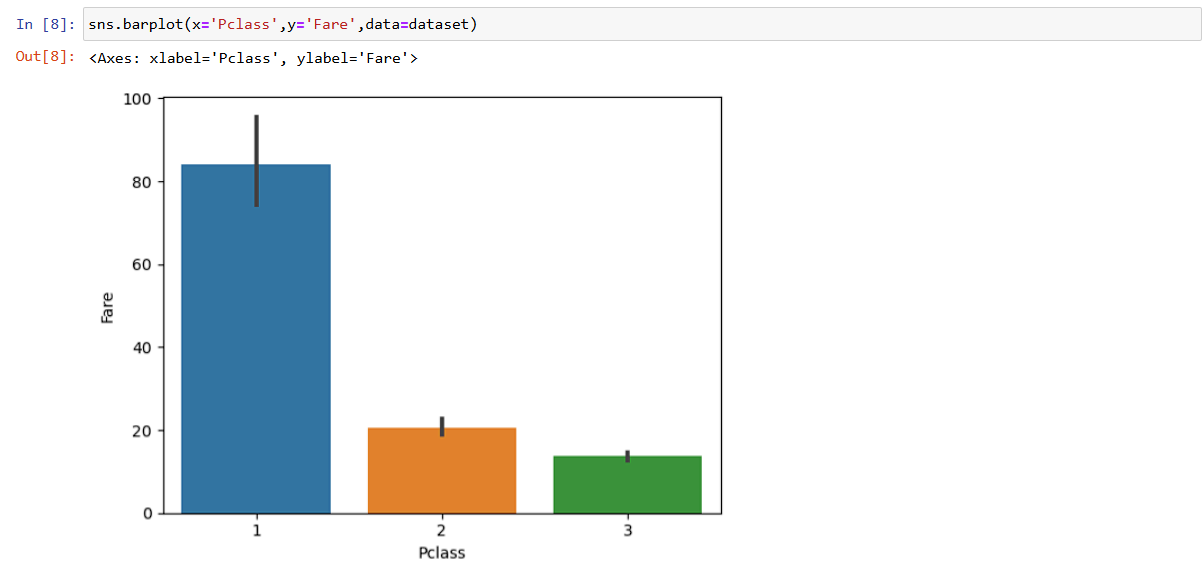 In [8]: sns.barplot(x='Pclass',y='Fare',data=dataset)
Out[8]: <Axes: xlabel='Pclass', ylabel='Fare'>
100
80
60
40
20
0
Fare
1 2 3
Pclass